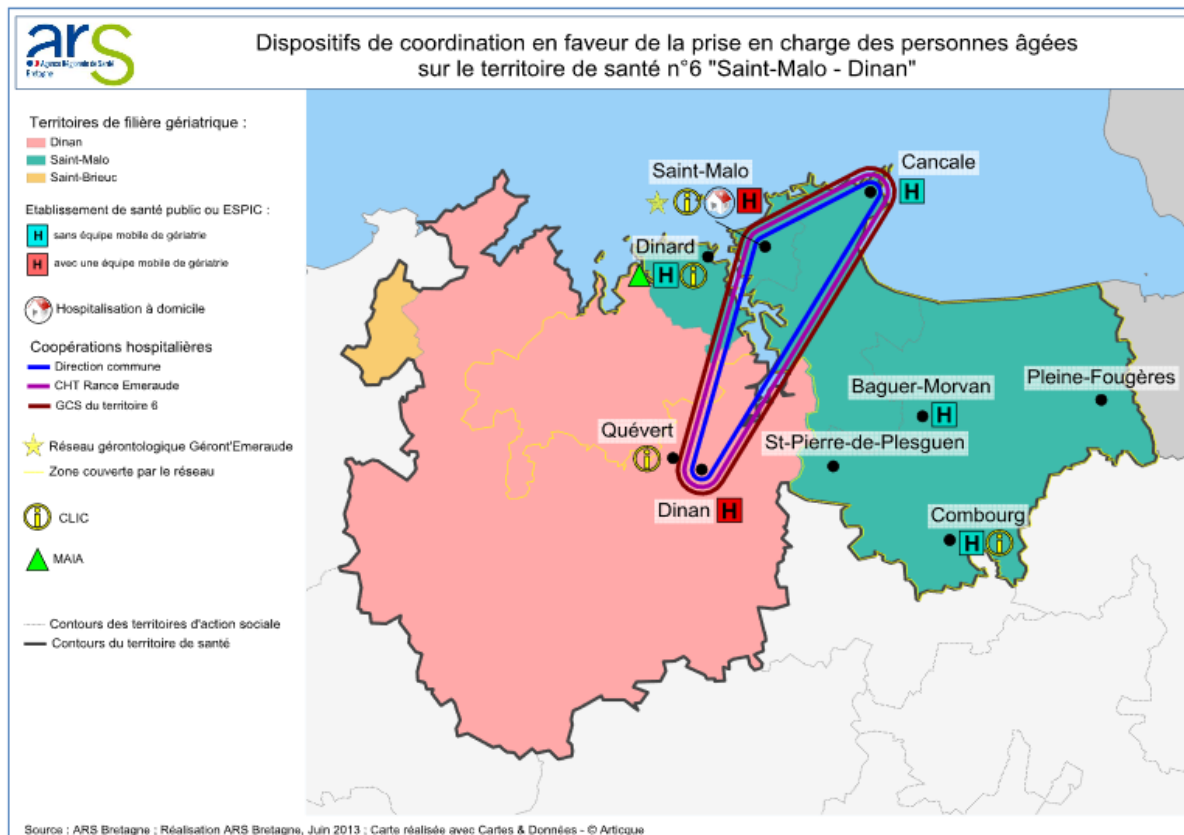 ars
Agence Régionale de Santé
Bretagne
Dispositifs de coordination en faveur de la prise en charge des personnes âgées
sur le territoire de santé n°6 "Saint-Malo - Dinan"
Territoires de filière gériatrique :
Dinan
Saint-Malo
Saint-Brieuc
Etablissement de santé public ou ESPIC :
H sans équipe mobile de gériatrie
H avec une équipe mobile de gériatrie
Hospitalisation à domicile
Coopérations hospitalières
Direction commune
CHT Rance Emeraude
GCS du territoire 6
Réseau gérontologique Géront'Emeraude
Zone couverte par le réseau
i CLIC
MAIA
Contours des territoires d'action sociale
Contours du territoire de santé
Saint-Malo
i H
Cancale
H
Dinard
H i
Baguer-Morvan
H
Pleine-Fougères
Quévert
i
St-Pierre-de-Plesguen
Dinan H
Combourg
H i
Source : ARS Bretagne ; Réalisation ARS Bretagne, Juin 2013 ; Carte réalisée avec Cartes & Données - © Articque